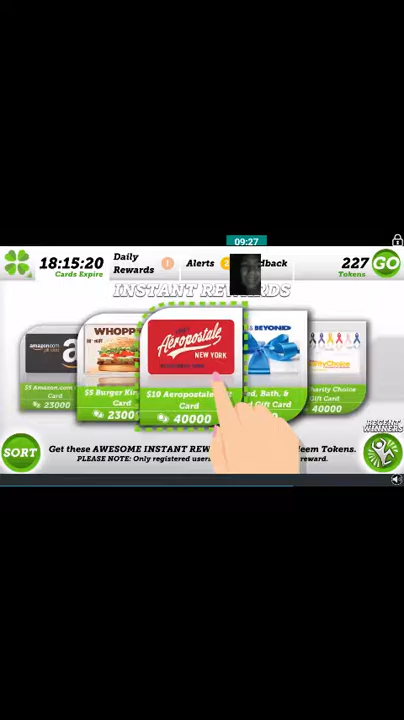 09:27
18:15:20
Cards Expire
Daily
Rewards
Alerts
227
Tokens
GO
INSTANT REWARDS
amazon.com
WHOPP
Aeropostale
NEW YORK
& BEYOND
$5 Amazon.com
Card
23000
$5 Burger Kin
Card
2300
$10 Aeropostale
Card
40000
ed, Bath, &
Gift Card
Charity Choice
Gift Card
40000
RECENT
WINNERS
SORT
Get these AWESOME INSTANT REW
eem Tokens.
PLEASE NOTE: Only registered user
reward.